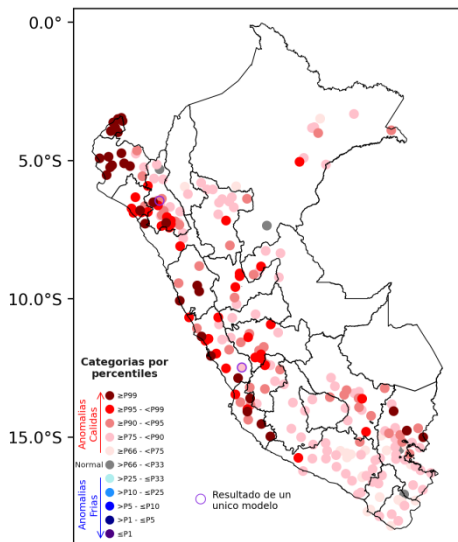 0.0°
5.0°S
10.0°S
15.0°S
Categorias por
percentiles
Anomalias
Calidas
≥P99
≥P95 - <P99
≥P90 - <P95
≥P75 - <P90
≥P66 - <P75
Normal
>P66 - <P33
Anomalias
Frias
>P25 - ≤P33
>P10 - ≤P25
>P5 - ≤P10
>P1 - ≤P5
≤P1
Resultado de un
unico modelo